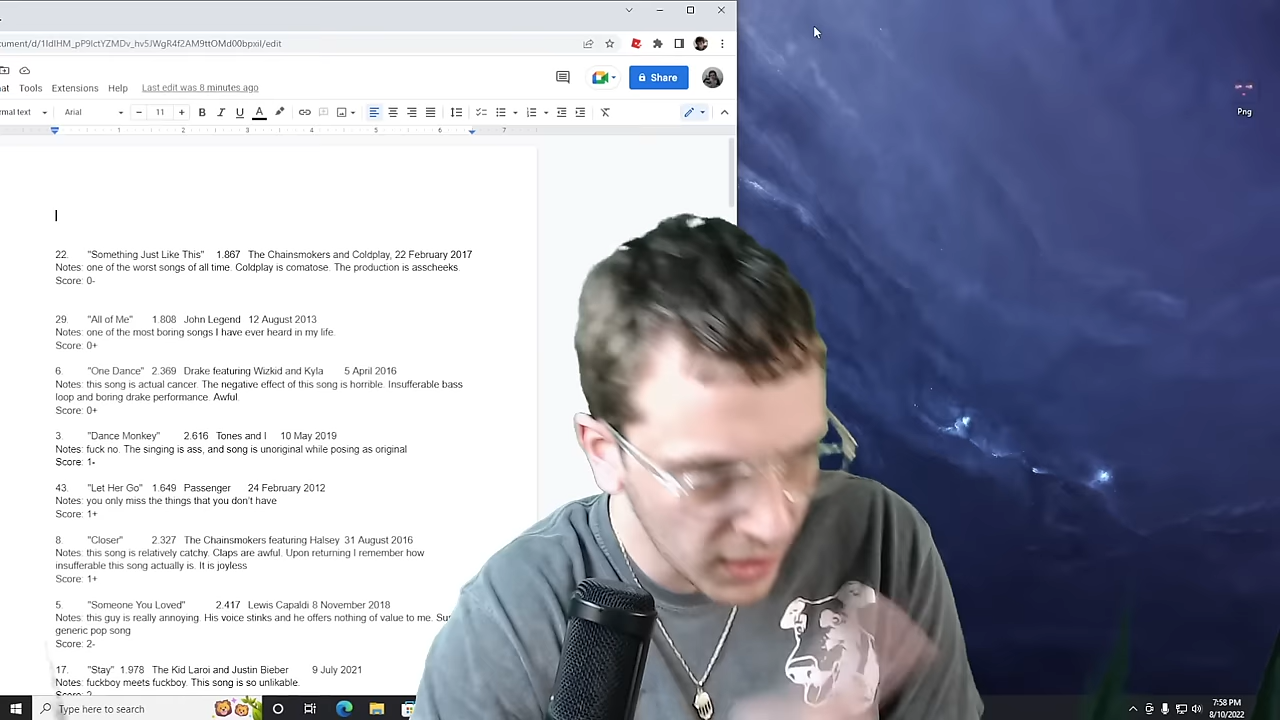 ument/d/1IdIHM_pP9IctYZMDv_hv5JWgR4f2AM9ttOMd00bpxiI/edit
Tools Extensions Help Last edit was 8 minutes ago
Share
mal text Arial 11
1 2 3 4 5 6 7
Png
22. "Something Just Like This" 1.867 The Chainsmokers and Coldplay, 22 February 2017
Notes: one of the worst songs of all time. Coldplay is comatose. The production is asscheeks.
Score: 0-
29. "All of Me" 1.808 John Legend 12 August 2013
Notes: one of the most boring songs I have ever heard in my life.
Score: 0+
6. "One Dance" 2.369 Drake featuring Wizkid and Kyla 5 April 2016
Notes: this song is actual cancer. The negative effect of this song is horrible. Insufferable bass
loop and boring drake performance. Awful.
Score: 0+
3. "Dance Monkey" 2.616 Tones and I 10 May 2019
Notes: fuck no. The singing is ass, and song is unoriginal while posing as original
Score: 1-
43. "Let Her Go" 1.649 Passenger 24 February 2012
Notes: you only miss the things that you don't have
Score: 1+
8. "Closer" 2.327 The Chainsmokers featuring Halsey 31 August 2016
Notes: this song is relatively catchy. Claps are awful. Upon returning I remember how
insufferable this song actually is. It is joyless
Score: 1+
5. "Someone You Loved" 2.417 Lewis Capaldi 8 November 2018
Notes: this guy is really annoying. His voice stinks and he offers nothing of value to me.
generic pop song
Score: 2-
17. "Stay" 1.978 The Kid Laroi and Justin Bieber 9 July 2021
Notes: fuckboy meets fuckboy. This song is so unlikable.
Type here to search
7:58 PM
8/10/2022